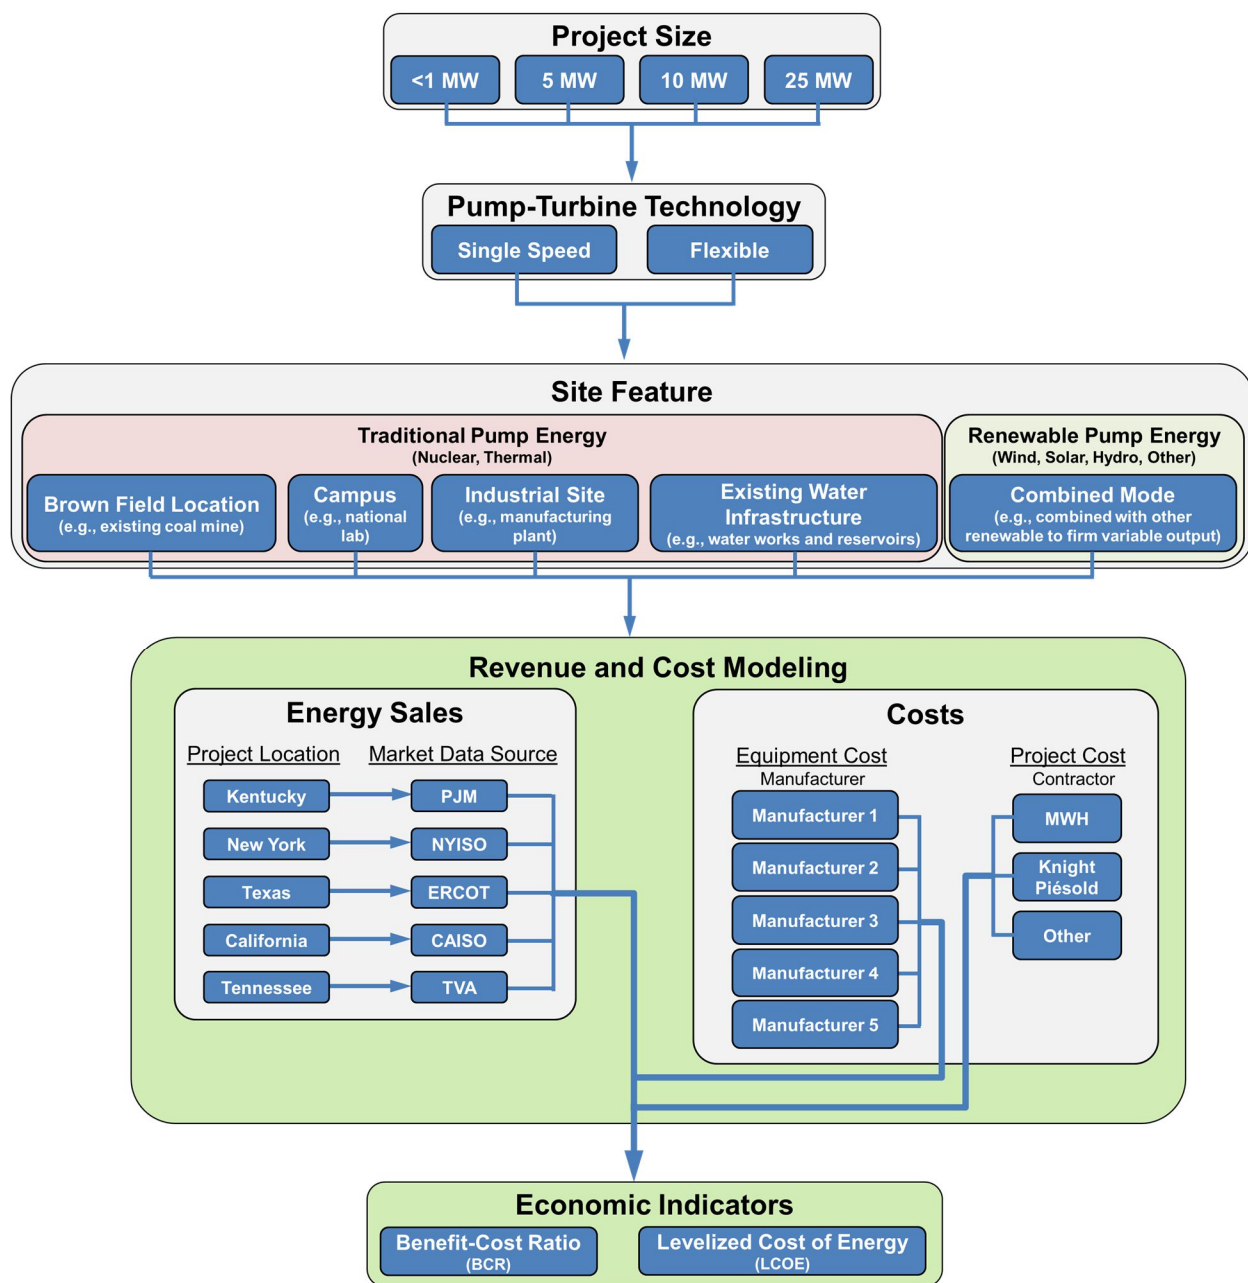 Project Size
<1 MW
5 MW
10 MW
25 MW
Pump-Turbine Technology
Single Speed
Flexible
Site Feature
Traditional Pump Energy
(Nuclear, Thermal)
Renewable Pump Energy
(Wind, Solar, Hydro, Other)
Brown Field Location
(e.g., existing coal mine)
Campus
(e.g., national
lab)
Industrial Site
(e.g., manufacturing
plant)
Existing Water
Infrastructure
(e.g., water works and reservoirs)
Combined Mode
(e.g., combined with other
renewable to firm variable output)
Revenue and Cost Modeling
Energy Sales
Project Location
Market Data Source
Kentucky
PJM
New York
NYISO
Texas
ERCOT
California
CAISO
Tennessee
TVA
Costs
Equipment Cost
Manufacturer
Manufacturer 1
Manufacturer 2
Manufacturer 3
Manufacturer 4
Manufacturer 5
Project Cost
Contractor
MWH
Knight
Piésold
Other
Economic Indicators
Benefit-Cost Ratio
(BCR)
Levelized Cost of Energy
(LCOE)